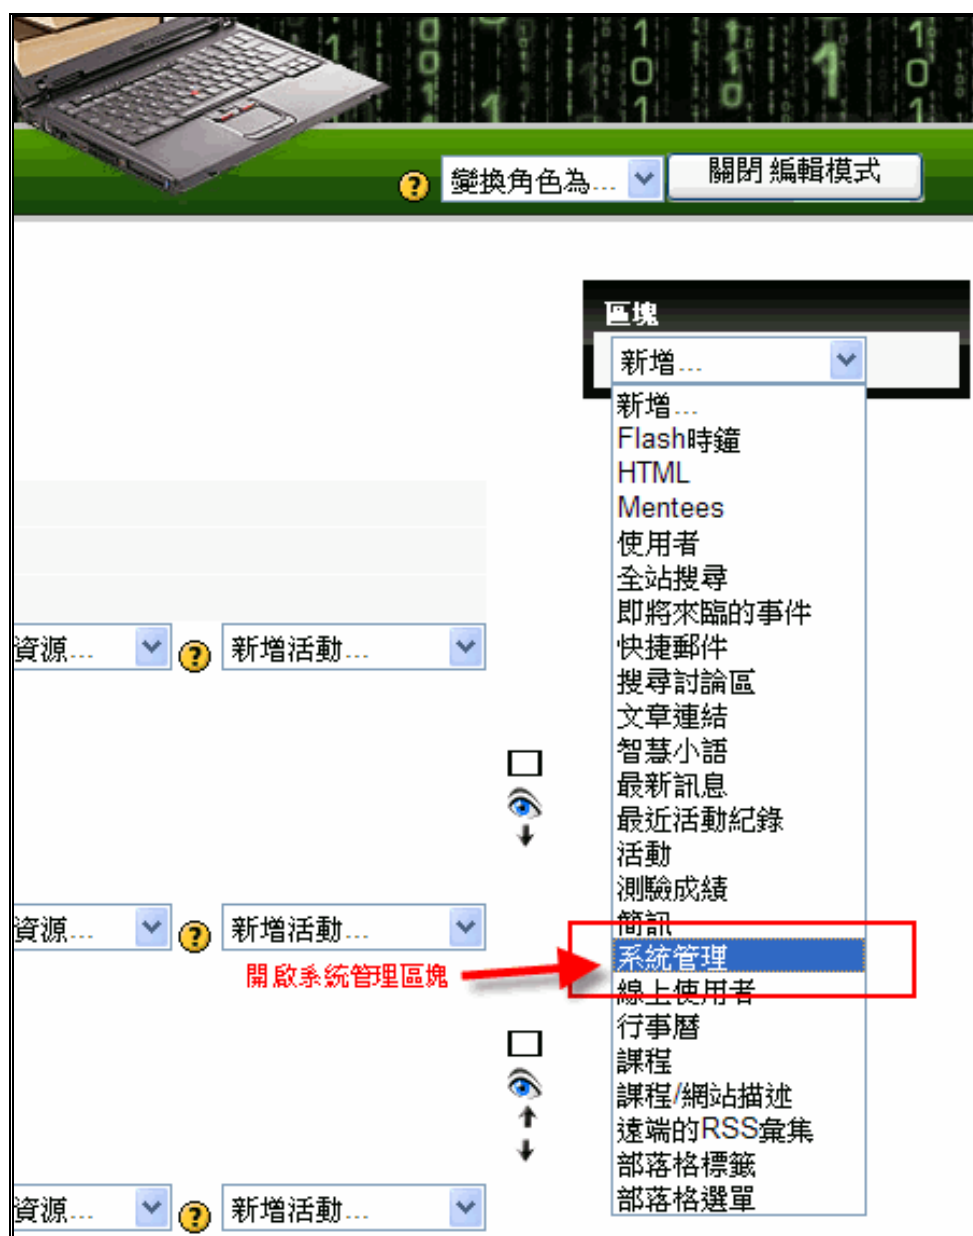 變換角色為...
關閉 編輯模式
區塊
新增...
新增...
Flash時鐘
HTML
Mentees
使用者
全站搜尋
即將來臨的事件
快捷郵件
搜尋討論區
文章連結
智慧小語
最新訊息
最近活動紀錄
活動
測驗成績
簡訊
系統管理
線上使用者
行事曆
課程
課程/網站描述
遠端的RSS彙集
部落格標籤
部落格選單
資源...
新增活動...
資源...
新增活動...
開啟系統管理區塊
資源...
新增活動...